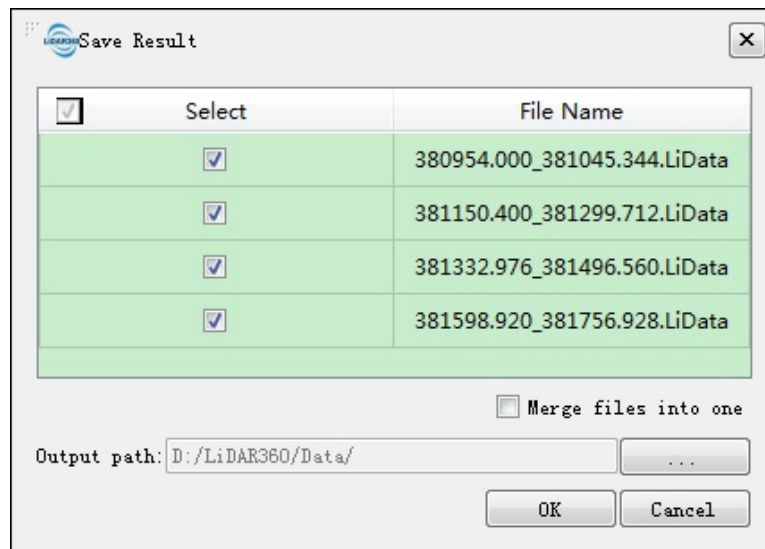 LiDAR360
Save Result
Select File Name
380954.000_381045.344.LiData
381150.400_381299.712.LiData
381332.976_381496.560.LiData
381598.920_381756.928.LiData
Merge files into one
Output path: D:/LiDAR360/Data/ ...
OK Cancel